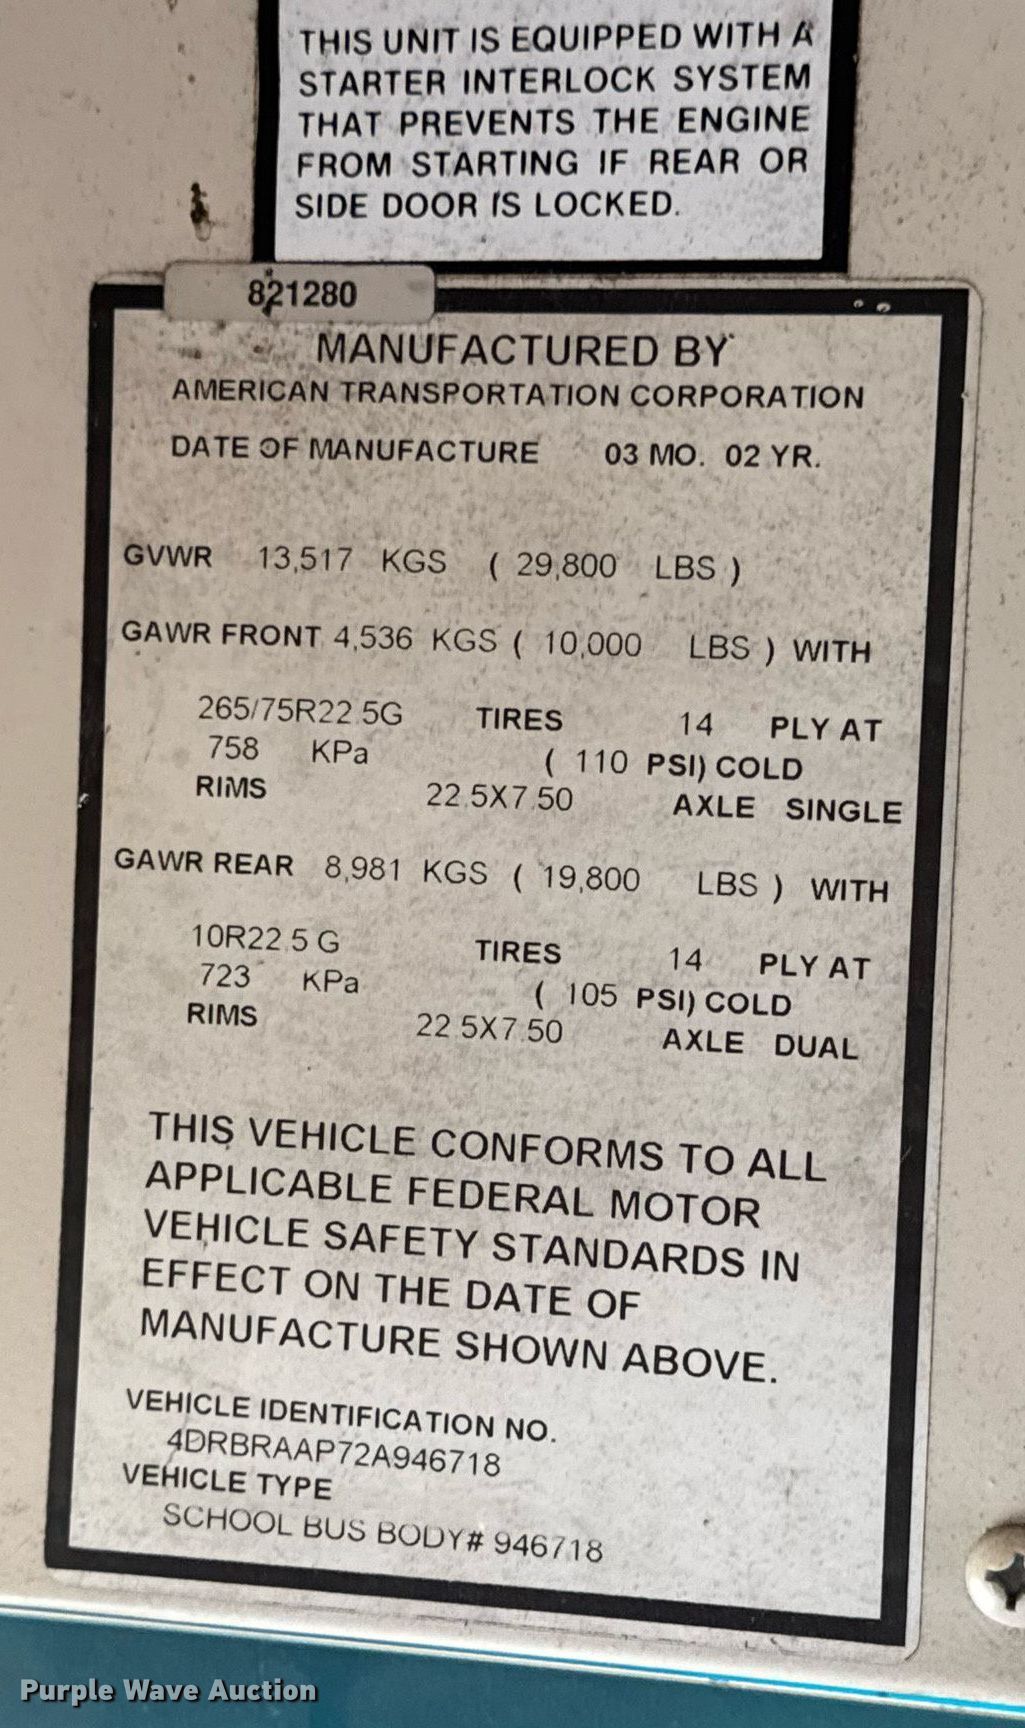 THIS UNIT IS EQUIPPED WITH A
STARTER INTERLOCK SYSTEM
THAT PREVENTS THE ENGINE
FROM STARTING IF REAR OR
SIDE DOOR IS LOCKED.
821280
MANUFACTURED BY
AMERICAN TRANSPORTATION CORPORATION
DATE OF MANUFACTURE 03 MO. 02 YR.
GVWR 13,517 KGS ( 29,800 LBS )
GAWR FRONT 4,536 KGS ( 10,000 LBS ) WITH
265/75R22.5G TIRES 14 PLY AT
758 KPa ( 110 PSI) COLD
RIMS 22.5X7.50 AXLE SINGLE
GAWR REAR 8,981 KGS ( 19,800 LBS ) WITH
10R22.5 G TIRES 14 PLY AT
723 KPa ( 105 PSI) COLD
RIMS 22.5X7.50 AXLE DUAL
THIS VEHICLE CONFORMS TO ALL
APPLICABLE FEDERAL MOTOR
VEHICLE SAFETY STANDARDS IN
EFFECT ON THE DATE OF
MANUFACTURE SHOWN ABOVE.
VEHICLE IDENTIFICATION NO.
4DRBRAAP72A946718
VEHICLE TYPE
SCHOOL BUS BODY# 946718
Purple Wave Auction